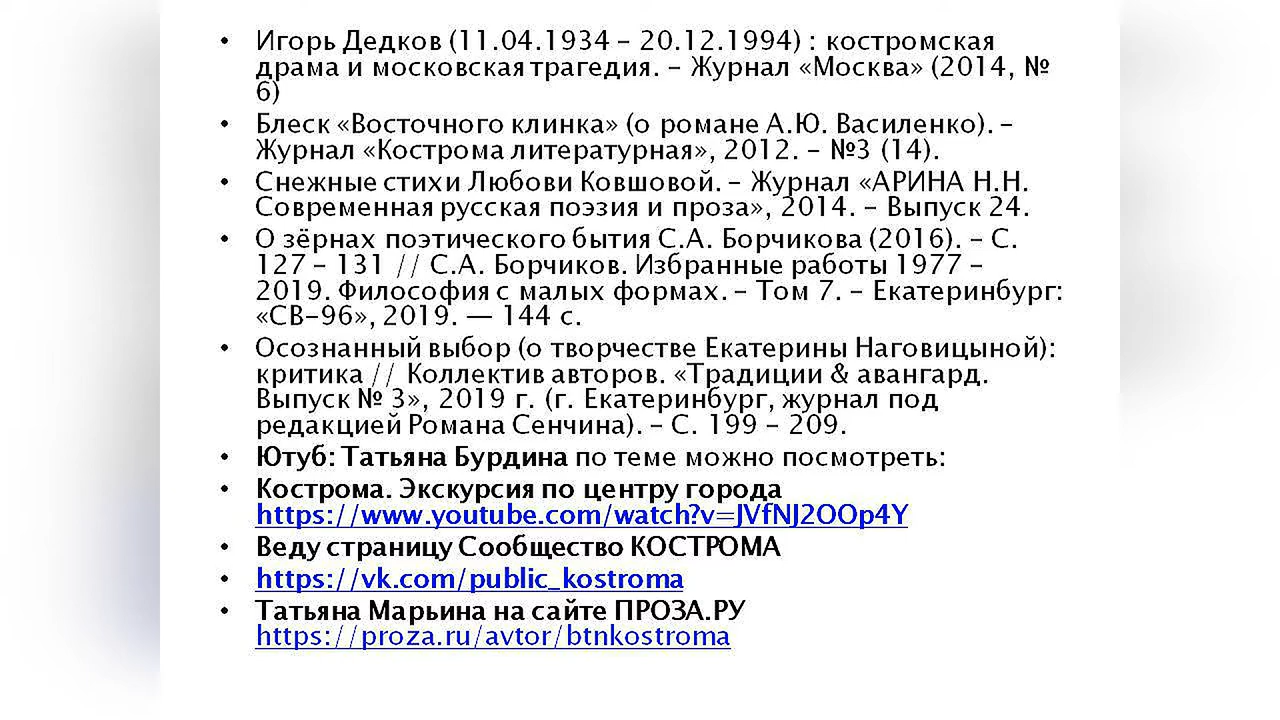 • Игорь Дедков (11.04.1934 – 20.12.1994) : костромская
драма и московская трагедия. – Журнал «Москва» (2014, №
6)
• Блеск «Восточного клинка» (о романе А.Ю. Василенко). –
Журнал «Кострома литературная», 2012. – №3 (14).
• Снежные стихи Любови Ковшовой. – Журнал «АРИНА Н.Н.
Современная русская поэзия и проза», 2014. – Выпуск 24.
• О зёрнах поэтического бытия С.А. Борчикова (2016). – С.
127 – 131 // С.А. Борчиков. Избранные работы 1977 –
2019. Философия с малых формах. – Том 7. – Екатеринбург:
«СВ-96», 2019. — 144 с.
• Осознанный выбор (о творчестве Екатерины Наговицыной):
критика // Коллектив авторов. «Традиции & авангард.
Выпуск № 3», 2019 г. (г. Екатеринбург, журнал под
редакцией Романа Сенчина). – С. 199 – 209.
• Ютуб: Татьяна Бурдина по теме можно посмотреть:
• Кострома. Экскурсия по центру города
https://www.youtube.com/watch?v=JVfNJ2OOp4Y
• Веду страницу Сообщество КОСТРОМА
• https://vk.com/public_kostroma
• Татьяна Марьина на сайте ПРОЗА.РУ
https://proza.ru/avtor/btnkostroma